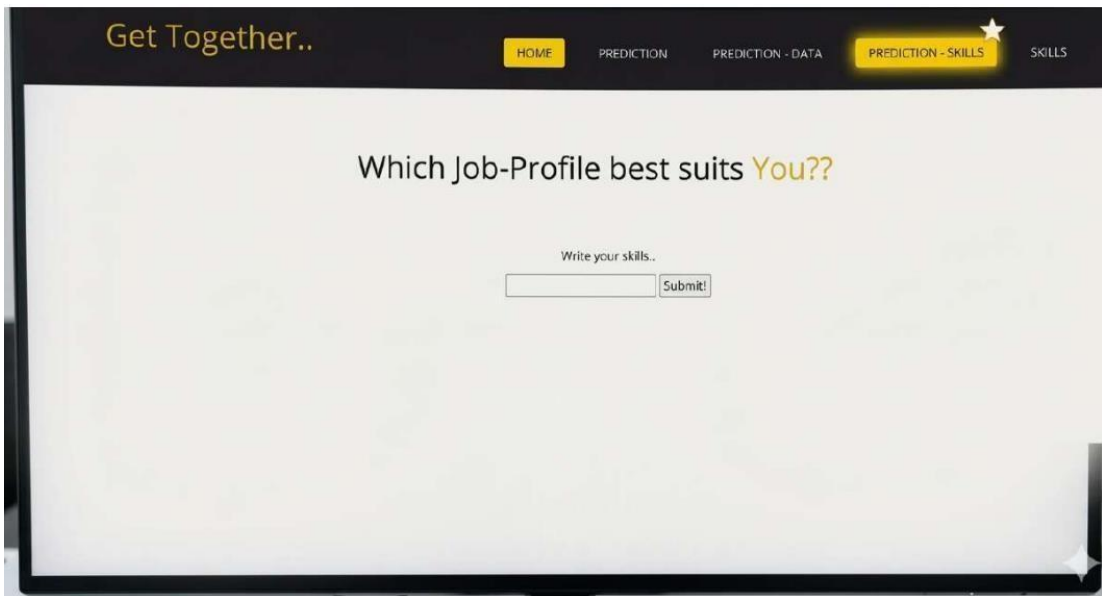 Get Together..
HOME PREDICTION PREDICTION - DATA PREDICTION - SKILLS SKILLS
Which Job-Profile best suits You??
Write your skills..
Submit!